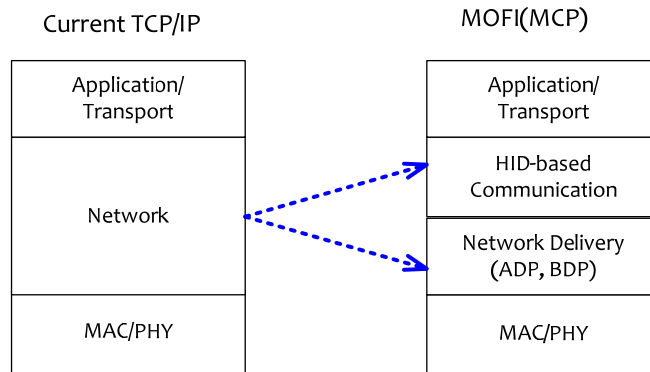 Current TCP/IP
Application/
Transport
Network
MAC/PHY
MOFI(MCP)
Application/
Transport
HID-based
Communication
Network Delivery
(ADP, BDP)
MAC/PHY